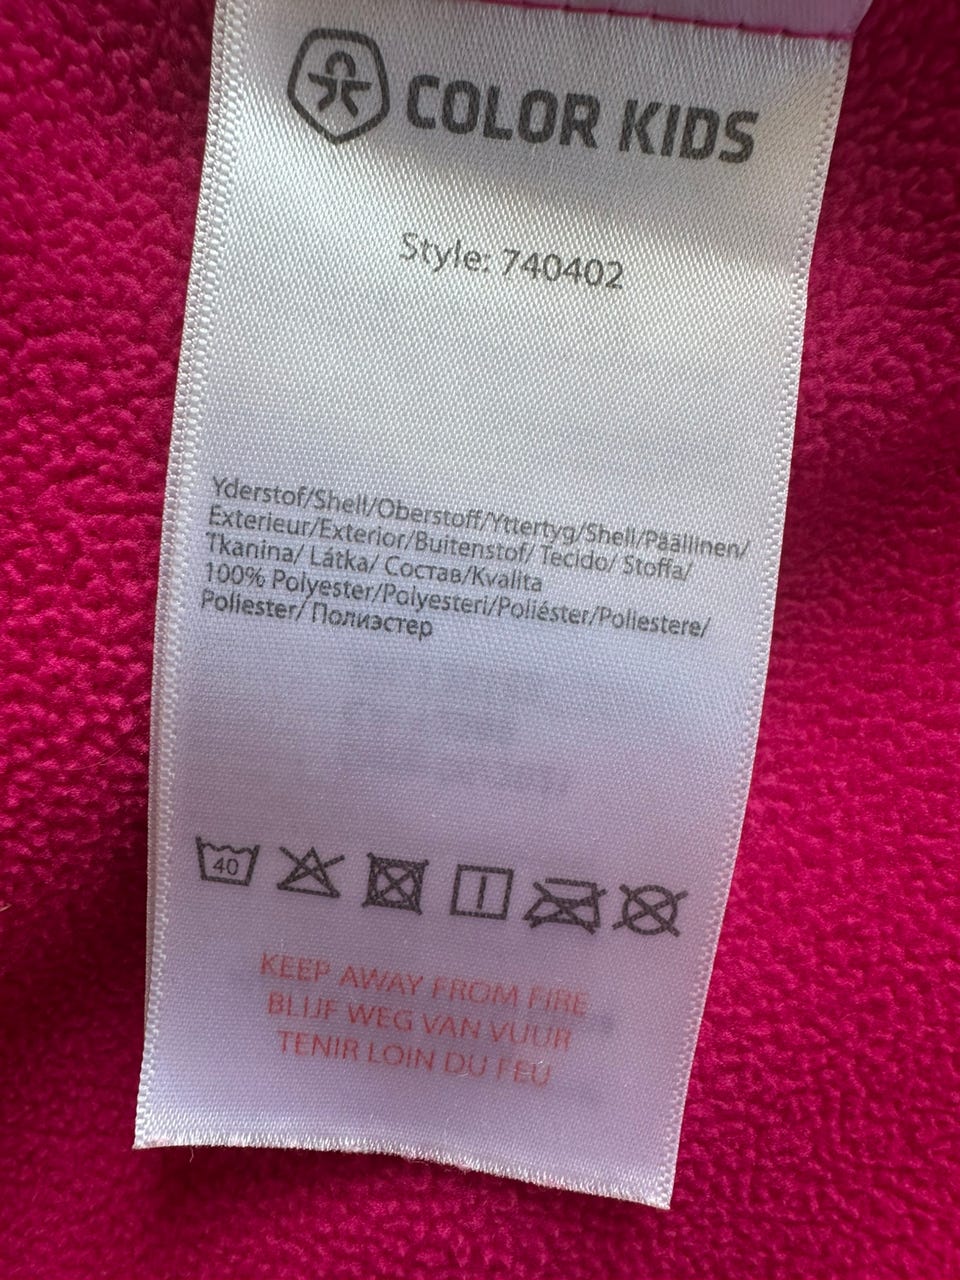 COLOR KIDS
Style: 740402
Yderstof/Shell/Oberstoff/Yttertyg/Shell/Päällinen/
Exterieur/Exterior/Buitenstof/ Tecido/ Stoffa/
Tkanina/ Látka/ Состав/Kvalita
100% Polyester/Polyesteri/Poliéster/Poliestere/
Poliester/ Полиэстер
40
KEEP AWAY FROM FIRE
BLIJF WEG VAN VUUR
TENIR LOIN DU FEU